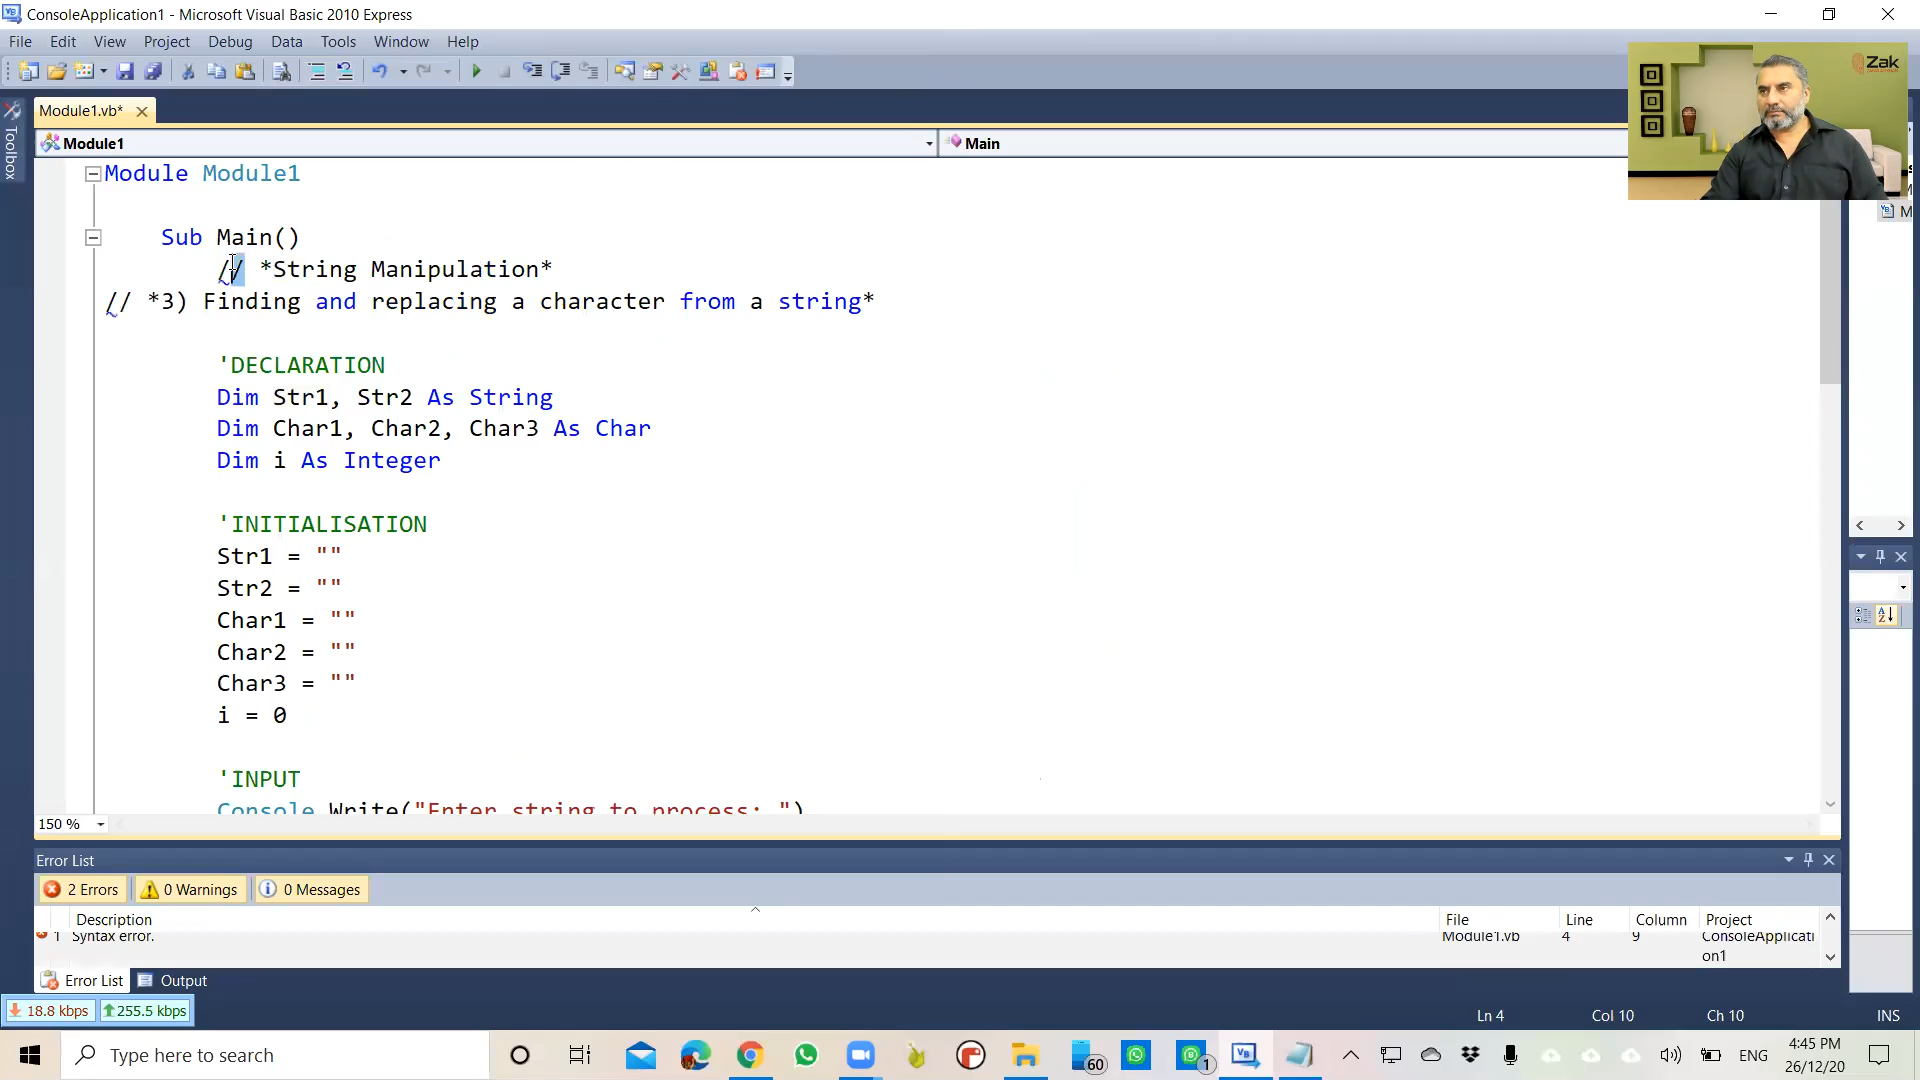 ConsoleApplication1 - Microsoft Visual Basic 2010 Express
File Edit View Project Debug Data Tools Window Help
Zak
Module1.vb*
Toolbox
Module1
Main
Module Module1
Sub Main()
// *String Manipulation*
// *3) Finding and replacing a character from a string*
'DECLARATION
Dim Str1, Str2 As String
Dim Char1, Char2, Char3 As Char
Dim i As Integer
'INITIALISATION
Str1 = ""
Str2 = ""
Char1 = ""
Char2 = ""
Char3 = ""
i = 0
'INPUT
Console.Write("Enter string to process: ")
150 %
Error List
2 Errors 0 Warnings 0 Messages
Description File Line Column Project
1 Syntax error. Module1.vb 4 9 ConsoleApplicati
on1
Error List Output
18.8 kbps 255.5 kbps
Ln 4 Col 10 Ch 10 INS
Type here to search
60
1
ENG
4:45 PM
26/12/20